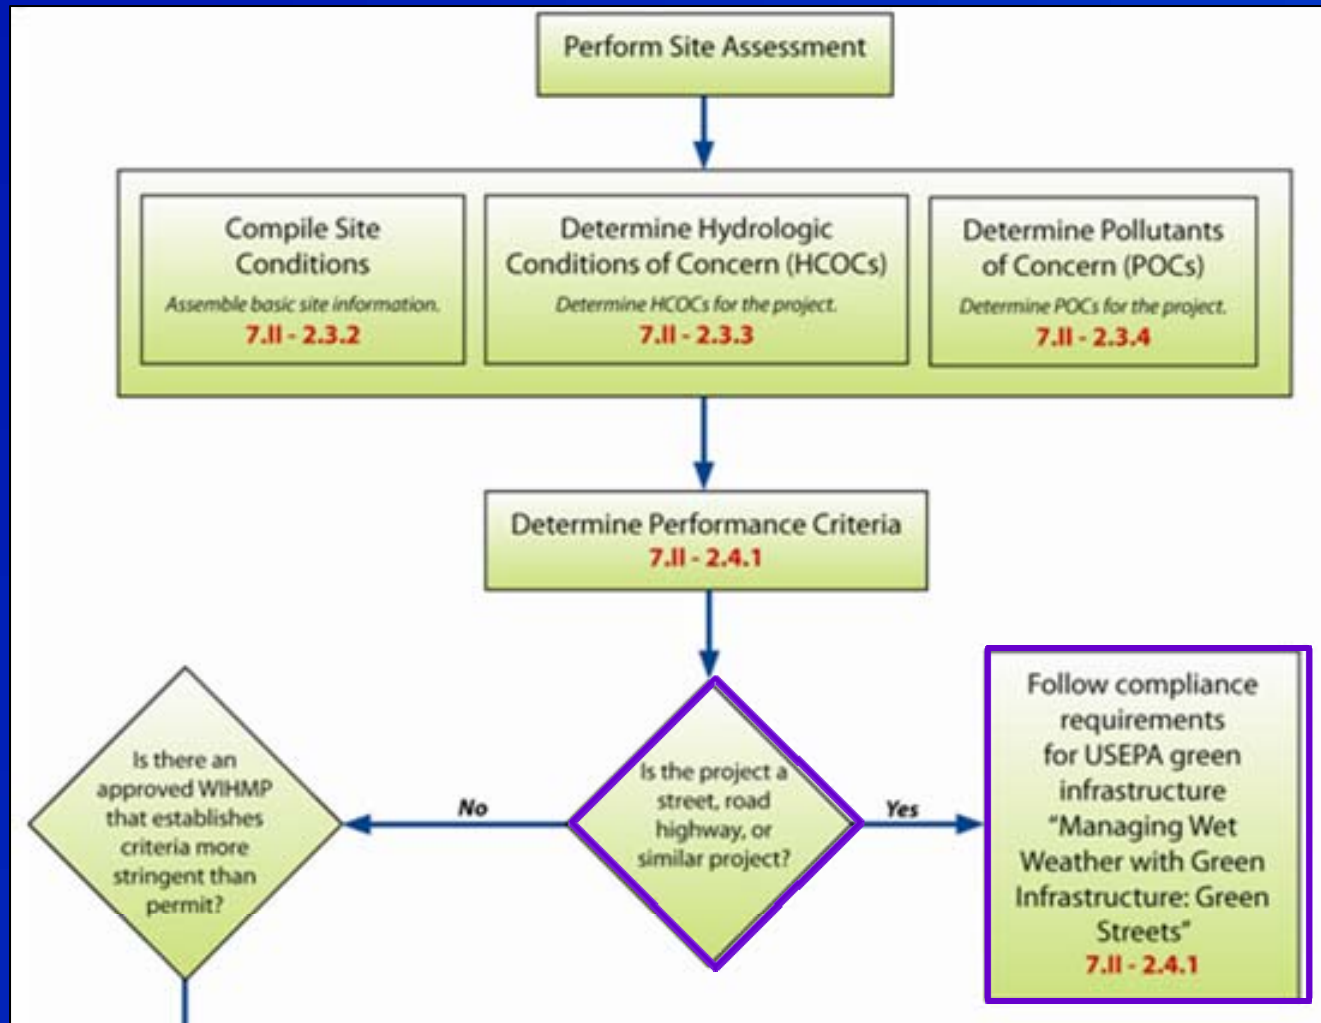 Perform Site Assessment
Compile Site
Conditions
Assemble basic site information.
7.II - 2.3.2
Determine Hydrologic
Conditions of Concern (HCOCs)
Determine HCOCs for the project.
7.II - 2.3.3
Determine Pollutants
of Concern (POCs)
Determine POCs for the project.
7.II - 2.3.4
Determine Performance Criteria
7.II - 2.4.1
Is there an
approved WIHMP
that establishes
criteria more
stringent than
permit?
No
Is the project a
street, road
highway, or
similar project?
Yes
Follow compliance
requirements
for USEPA green
infrastructure
"Managing Wet
Weather with Green
Infrastructure: Green
Streets"
7.II - 2.4.1